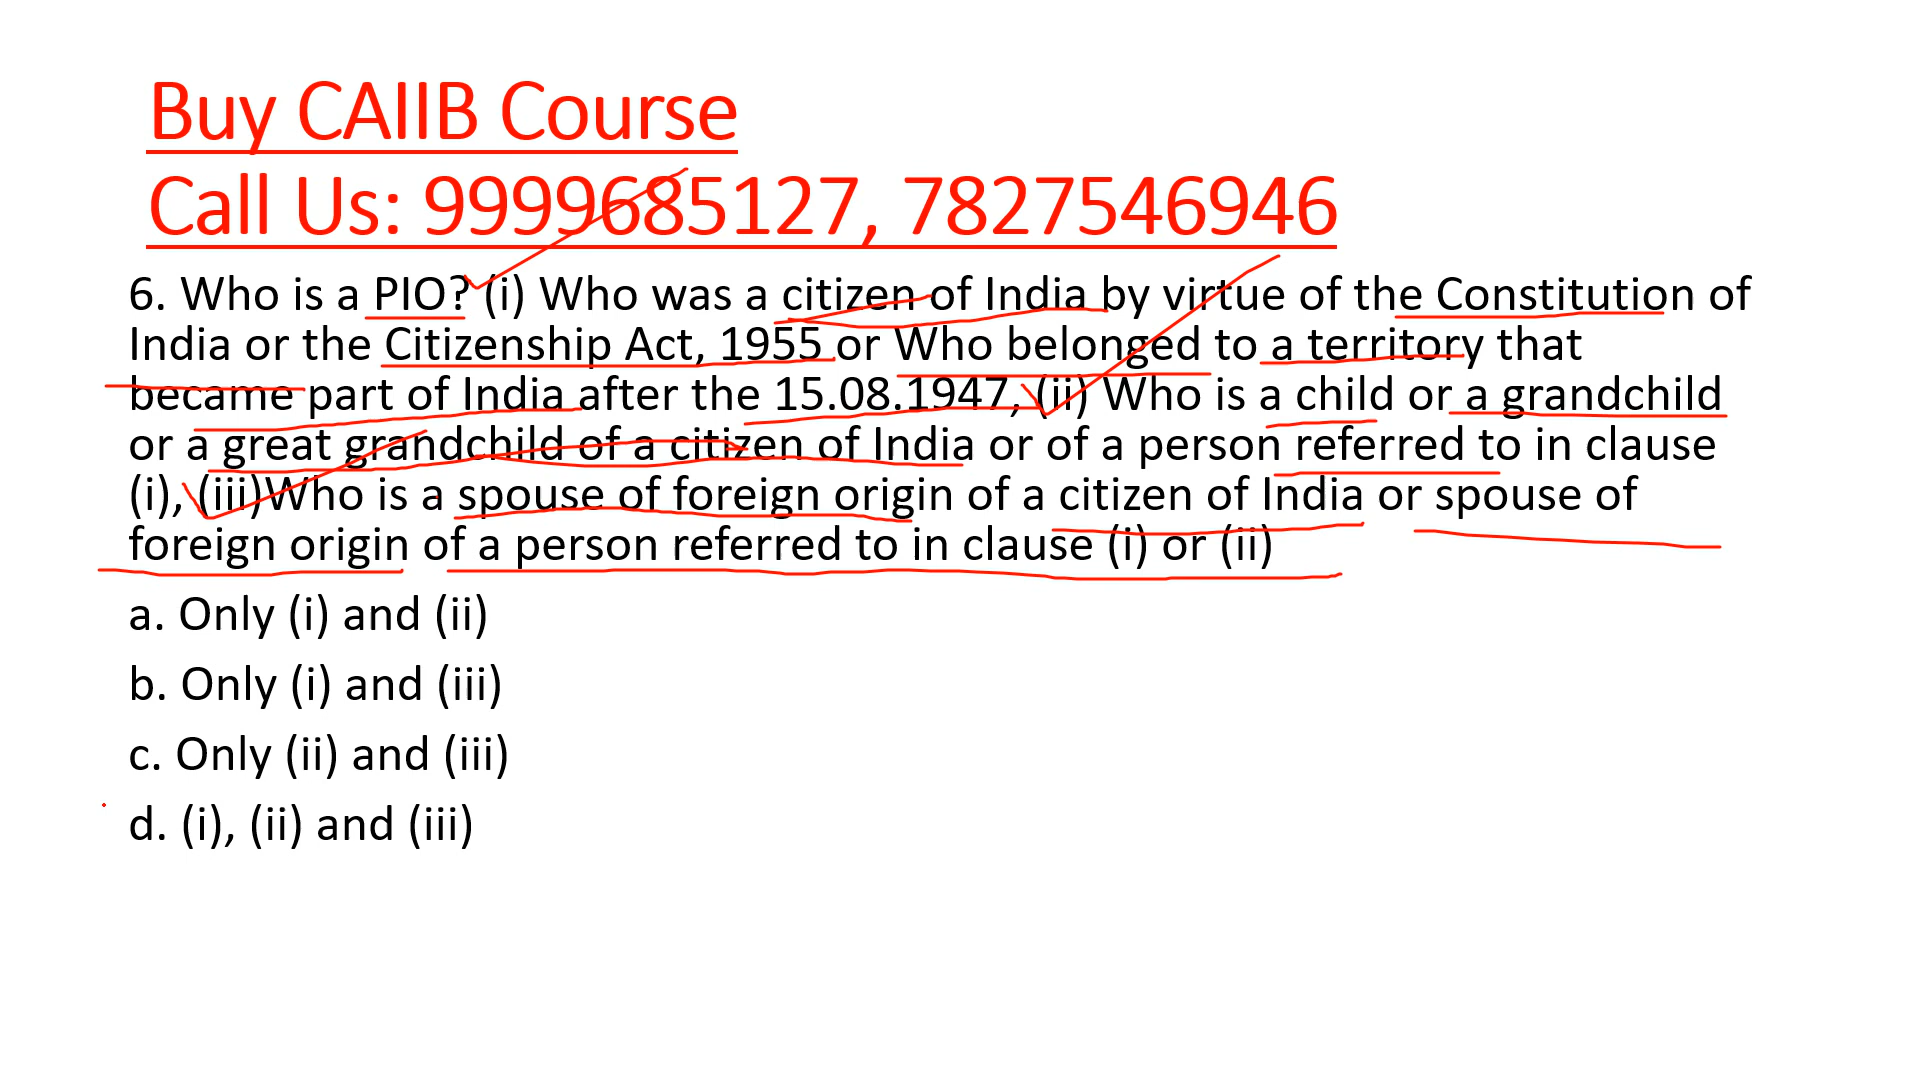 Buy CAIIB Course
Call Us: 9999685127, 7827546946
6. Who is a PIO? (i) Who was a citizen of India by virtue of the Constitution of
India or the Citizenship Act, 1955 or Who belonged to a territory that
became part of India after the 15.08.1947, (ii) Who is a child or a grandchild
or a great grandchild of a citizen of India or of a person referred to in clause
(i), (iii)Who is a spouse of foreign origin of a citizen of India or spouse of
foreign origin of a person referred to in clause (i) or (ii)
a. Only (i) and (ii)
b. Only (i) and (iii)
c. Only (ii) and (iii)
d. (i), (ii) and (iii)